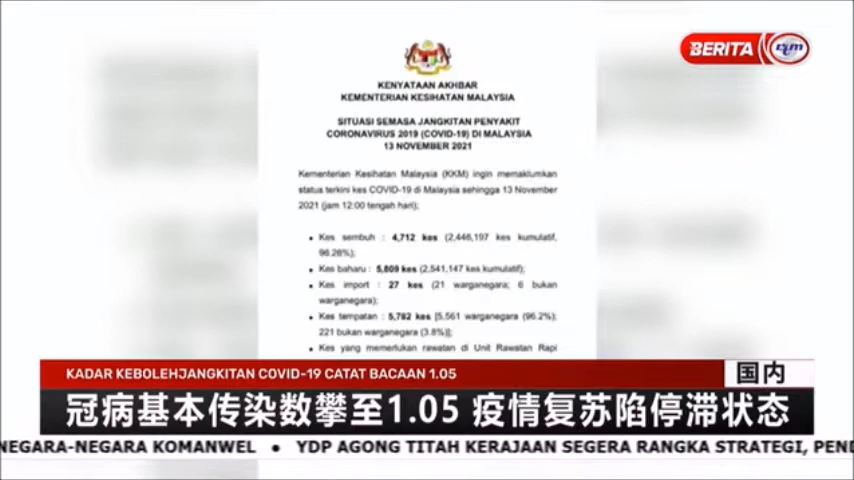 BERITA rtm
KENYATAAN AKHBAR
KEMENTERIAN KESIHATAN MALAYSIA
SITUASI SEMASA JANGKITAN PENYAKIT
CORONAVIRUS 2019 (COVID-19) DI MALAYSIA
13 NOVEMBER 2021
Kementerian Kesihatan Malaysia (KKM) ingin memaklumkan
status terkini kes COVID-19 di Malaysia sehingga 13 November
2021 (jam 12:00 tengah hari);
• Kes sembuh : 4,712 kes (2,446,197 kes kumulatif,
96.26%);
• Kes baharu : 5,809 kes (2,541,147 kes kumulatif);
• Kes import : 27 kes (21 warganegara; 6 bukan
warganegara);
• Kes tempatan : 5,782 kes [5,561 warganegara (96.2%);
221 bukan warganegara (3.8%)];
• Kes yang memerlukan rawatan di Unit Rawatan Rapi
KADAR KEBOLEHJANGKITAN COVID-19 CATAT BACAAN 1.05
国内
冠病基本传染数攀至1.05 疫情复苏陷停滞状态
NEGARA-NEGARA KOMANWEL ● YDP AGONG TITAH KERAJAAN SEGERA RANGKA STRATEGI, PEND